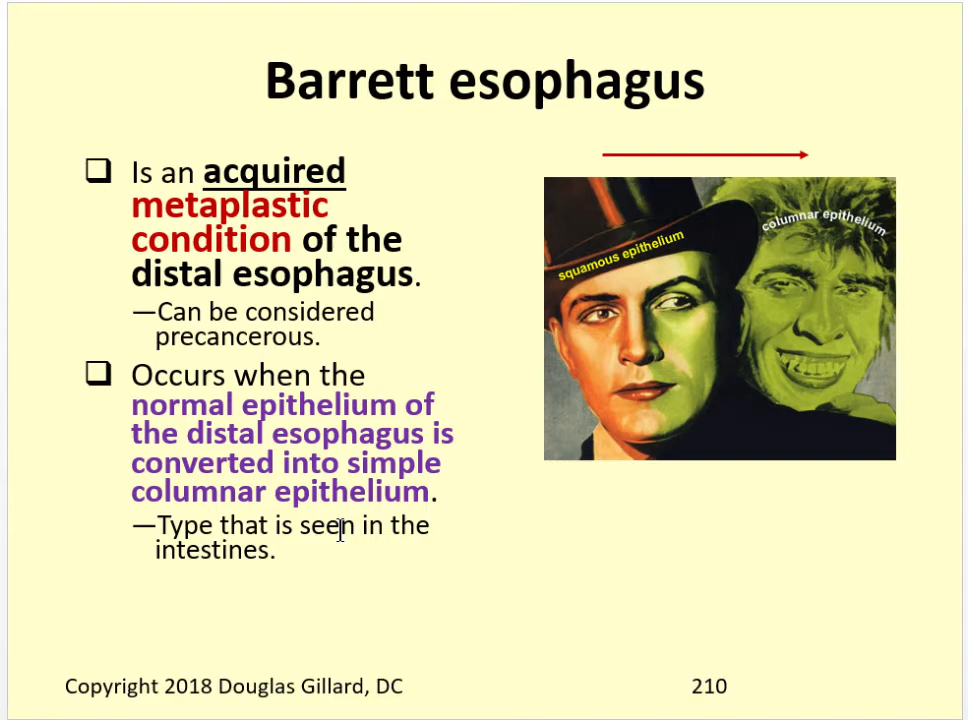 Barrett esophagus
❑ Is an acquired
metaplastic
condition of the
distal esophagus.
—Can be considered
precancerous.
❑ Occurs when the
normal epithelium of
the distal esophagus is
converted into simple
columnar epithelium.
—Type that is seen in the
intestines.
squamous epithelium
columnar epithelium
Copyright 2018 Douglas Gillard, DC
210